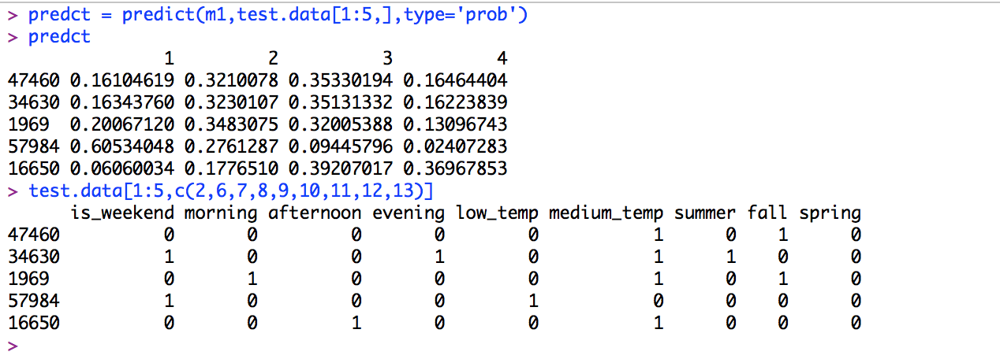 > predct = predict(m1,test.data[1:5,],type='prob')
> predct
               1         2          3          4
47460 0.16104619 0.3210078 0.35330194 0.16464404
34630 0.16343760 0.3230107 0.35131332 0.16223839
1969  0.20067120 0.3483075 0.32005388 0.13096743
57984 0.60534048 0.2761287 0.09445796 0.02407283
16650 0.06060034 0.1776510 0.39207017 0.36967853
> test.data[1:5,c(2,6,7,8,9,10,11,12,13)]
      is_weekend morning afternoon evening low_temp medium_temp summer fall spring
47460          0       0         0       0        0           1      0    1      0
34630          1       0         0       1        0           1      1    0      0
1969           0       1         0       0        0           1      0    1      0
57984          1       0         0       0        1           0      0    0      0
16650          0       0         1       0        0           1      0    0      0
>